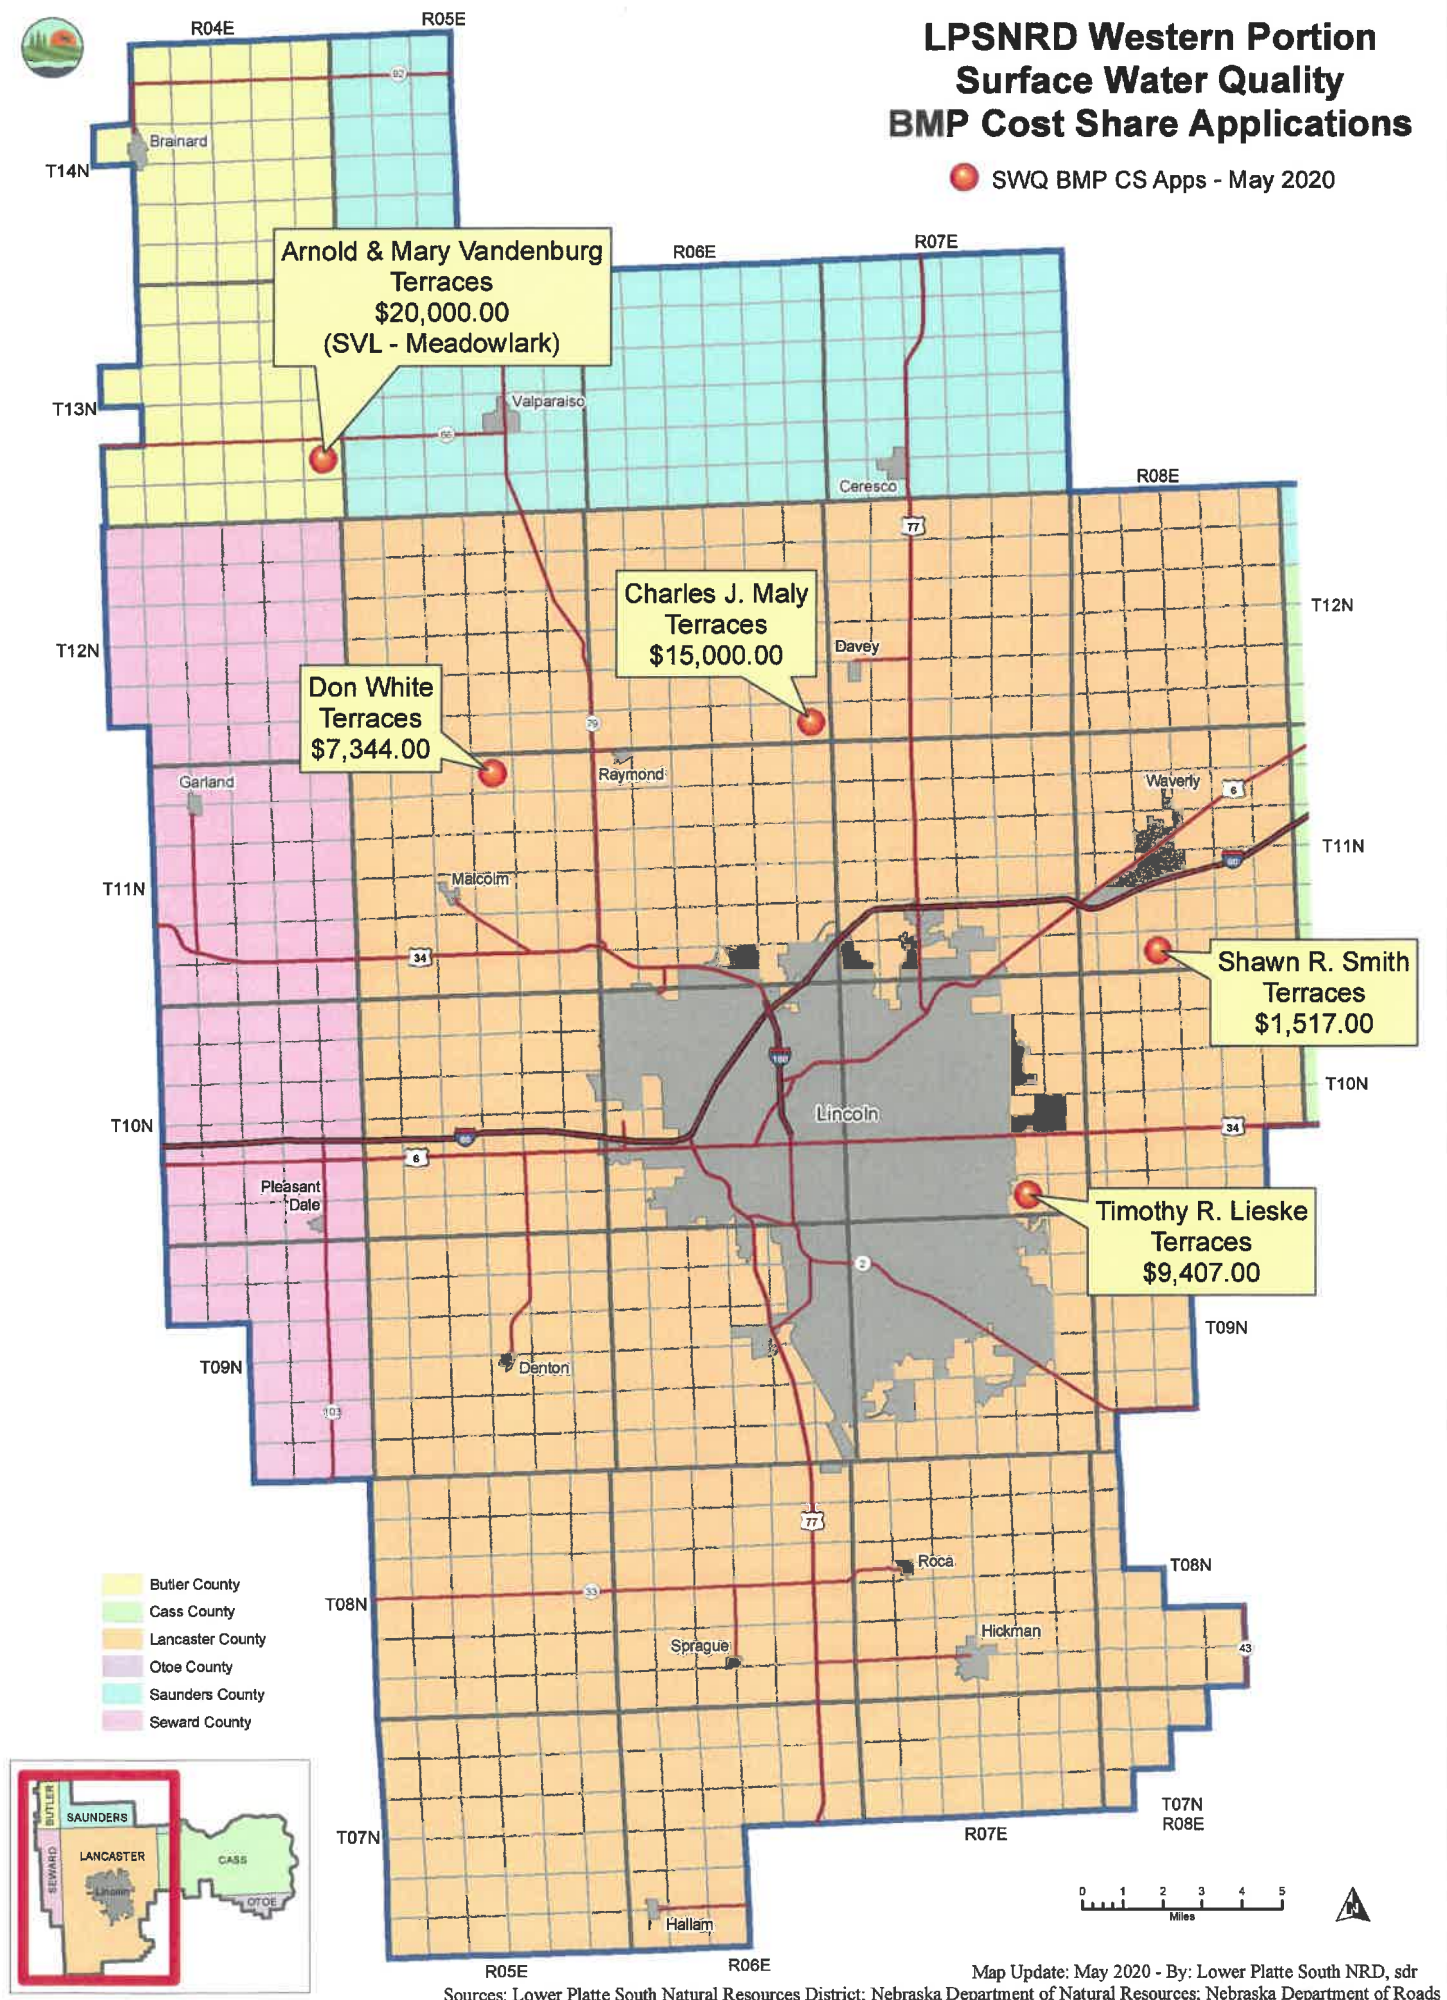 LPSNRD Western Portion
Surface Water Quality
BMP Cost Share Applications
SWQ BMP CS Apps - May 2020
R04E
R05E
92
Brainard
T14N
Arnold & Mary Vandenburg
Terraces
$20,000.00
(SVL - Meadowlark)
R06E
R07E
T13N
Valparaiso
66
Ceresco
R08E
77
Charles J. Maly
Terraces
$15,000.00
T12N
T12N
Davey
Don White
Terraces
$7,344.00
79
Raymond
Garland
Waverly
6
80
T11N
T11N
Malcolm
34
Shawn R. Smith
Terraces
$1,517.00
180
T10N
Lincoln
T10N
80
34
6
Pleasant
Dale
Timothy R. Lieske
Terraces
$9,407.00
2
T09N
T09N
Denton
103
77
Roca
T08N
33
T08N
Hickman
Sprague
43
Butler County
Cass County
Lancaster County
Otoe County
Saunders County
Seward County
BUTLER
SAUNDERS
SEWARD
LANCASTER
Lincoln
CASS
OTOE
T07N
R08E
R07E
T07N
Hallam
0 1 2 3 4 5
Miles
N
R05E
R06E
Map Update: May 2020 - By: Lower Platte South NRD, sdr
Sources: Lower Platte South Natural Resources District; Nebraska Department of Natural Resources; Nebraska Department of Roads